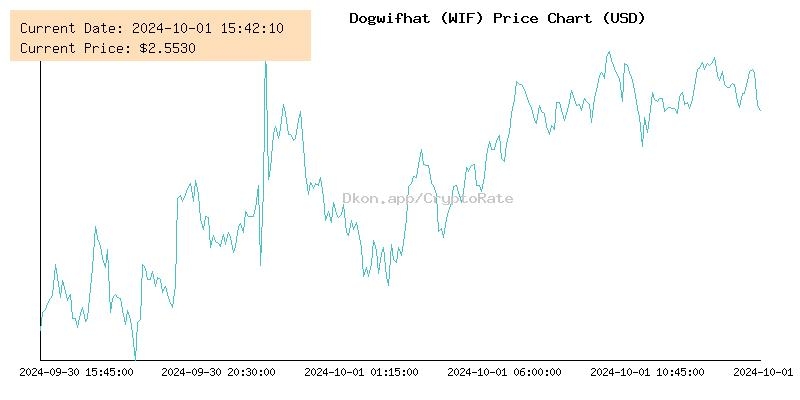 Dogwifhat (WIF) Price Chart (USD)
Current Date: 2024-10-01 15:42:10
Current Price: $2.5530
Dkon.app/CryptoRate
2024-09-30 15:45:00 2024-09-30 20:30:00 2024-10-01 01:15:00 2024-10-01 06:00:00 2024-10-01 10:45:00 2024-10-01